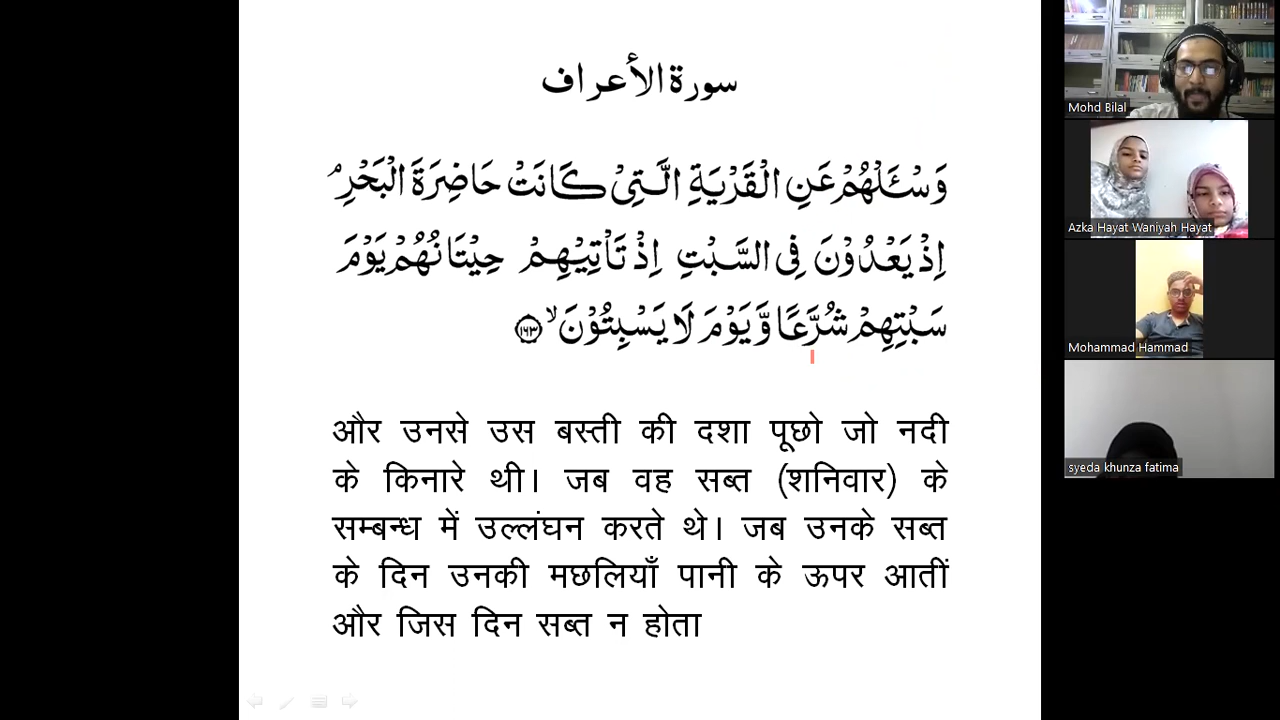 سورة الأعراف
وَسْـَٔلْهُمْ عَنِ الْقَرْيَةِ الَّتِيْ كَانَتْ حَاضِرَةَ الْبَحْرِۘ
اِذْ يَعْدُوْنَ فِي السَّبْتِ اِذْ تَاْتِيْهِمْ حِيْتَانُهُمْ يَوْمَ
سَبْتِهِمْ شُرَّعًا وَّيَوْمَ لَا يَسْبِتُوْنَۙ ۝١٦٣
और उनसे उस बस्ती की दशा पूछो जो नदी
के किनारे थी। जब वह सब्त (शनिवार) के
सम्बन्ध में उल्लंघन करते थे। जब उनके सब्त
के दिन उनकी मछलियाँ पानी के ऊपर आतीं
और जिस दिन सब्त न होता
Mohd Bilal
Azka Hayat Waniyah Hayat
Mohammad Hammad
syeda khunza fatima